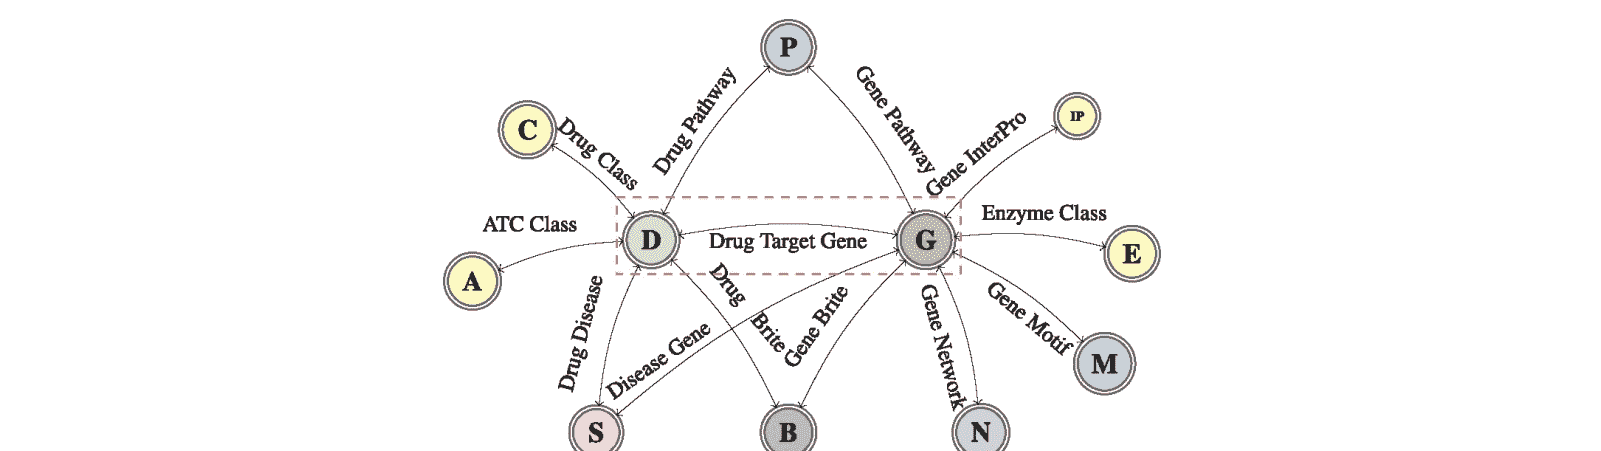 P
Drug Pathway
Gene Pathway
C
Drug Class
IP
Gene InterPro
ATC Class
Enzyme Class
D
Drug Target Gene
G
E
A
Drug Disease
Drug Brite
Gene Brite
Gene Network
Gene Motif
Disease Gene
M
S
B
N